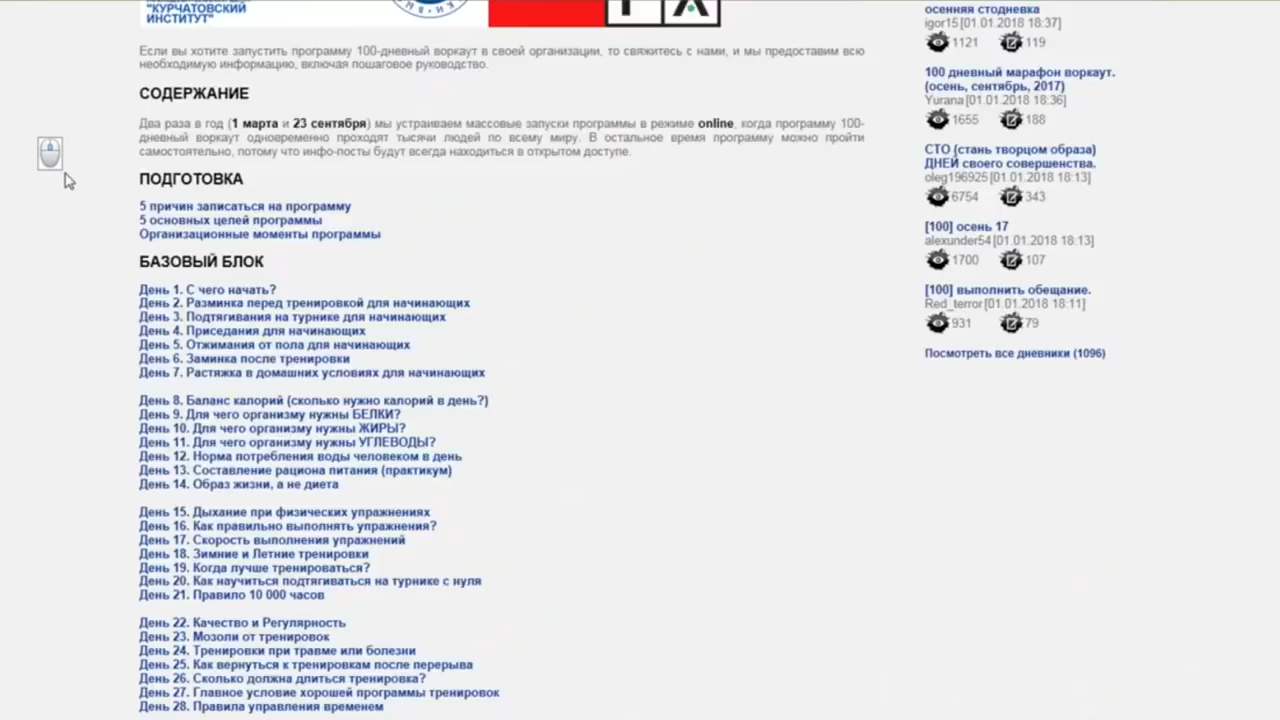 "КУРЧАТОВСКИЙ
ИНСТИТУТ"
Если вы хотите запустить программу 100-дневный воркаут в своей организации, то свяжитесь с нами, и мы предоставим всю
необходимую информацию, включая пошаговое руководство.
СОДЕРЖАНИЕ
Два раза в год (1 марта и 23 сентября) мы устраиваем массовые запуски программы в режиме online, когда программу 100-
дневный воркаут одновременно проходят тысячи людей по всему миру. В остальное время программу можно пройти
самостоятельно, потому что инфо-посты будут всегда находиться в открытом доступе.
ПОДГОТОВКА
5 причин записаться на программу
5 основных целей программы
Организационные моменты программы
БАЗОВЫЙ БЛОК
День 1. С чего начать?
День 2. Разминка перед тренировкой для начинающих
День 3. Подтягивания на турнике для начинающих
День 4. Приседания для начинающих
День 5. Отжимания от пола для начинающих
День 6. Заминка после тренировки
День 7. Растяжка в домашних условиях для начинающих
День 8. Баланс калорий (сколько нужно калорий в день?)
День 9. Для чего организму нужны БЕЛКИ?
День 10. Для чего организму нужны ЖИРЫ?
День 11. Для чего организму нужны УГЛЕВОДЫ?
День 12. Норма потребления воды человеком в день
День 13. Составление рациона питания (практикум)
День 14. Образ жизни, а не диета
День 15. Дыхание при физических упражнениях
День 16. Как правильно выполнять упражнения?
День 17. Скорость выполнения упражнений
День 18. Зимние и Летние тренировки
День 19. Когда лучше тренироваться?
День 20. Как научиться подтягиваться на турнике с нуля
День 21. Правило 10 000 часов
День 22. Качество и Регулярность
День 23. Мозоли от тренировок
День 24. Тренировки при травме или болезни
День 25. Как вернуться к тренировкам после перерыва
День 26. Сколько должна длиться тренировка?
День 27. Главное условие хорошей программы тренировок
День 28. Правила управления временем
осенняя стодневка
igor15 [01.01.2018 18:37]
1121 119
100 дневный марафон воркаут.
(осень, сентябрь, 2017)
Yurana [01.01.2018 18:36]
1655 188
СТО (стань творцом образа)
ДНЕЙ своего совершенства.
oleg196925 [01.01.2018 18:13]
6754 343
[100] осень 17
alexunder54 [01.01.2018 18:13]
1700 107
[100] выполнить обещание.
Red_terror [01.01.2018 18:11]
931 79
Посмотреть все дневники (1096)